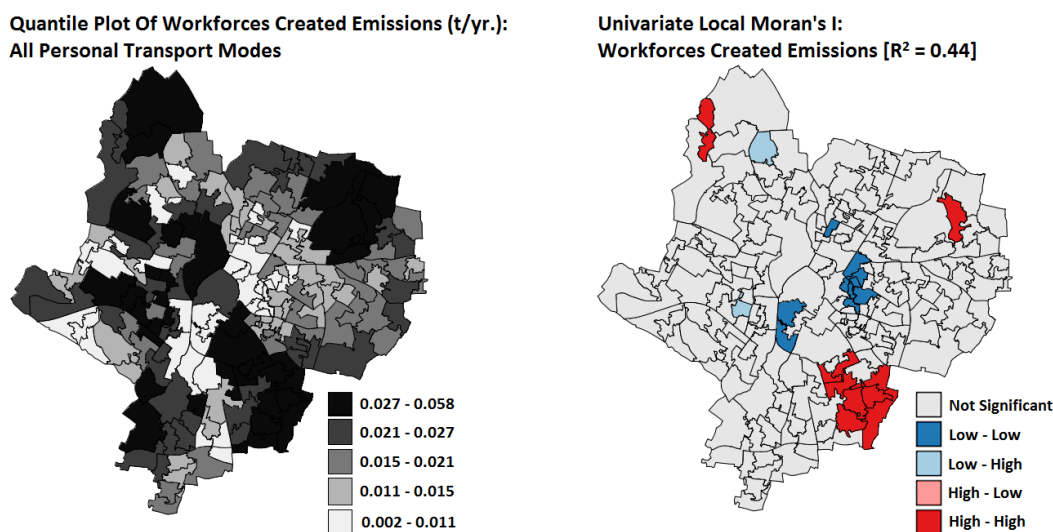 Quantile Plot Of Workforces Created Emissions (t/yr.):
All Personal Transport Modes
0.027 - 0.058
0.021 - 0.027
0.015 - 0.021
0.011 - 0.015
0.002 - 0.011
Univariate Local Moran's I:
Workforces Created Emissions [R² = 0.44]
Not Significant
Low - Low
Low - High
High - Low
High - High